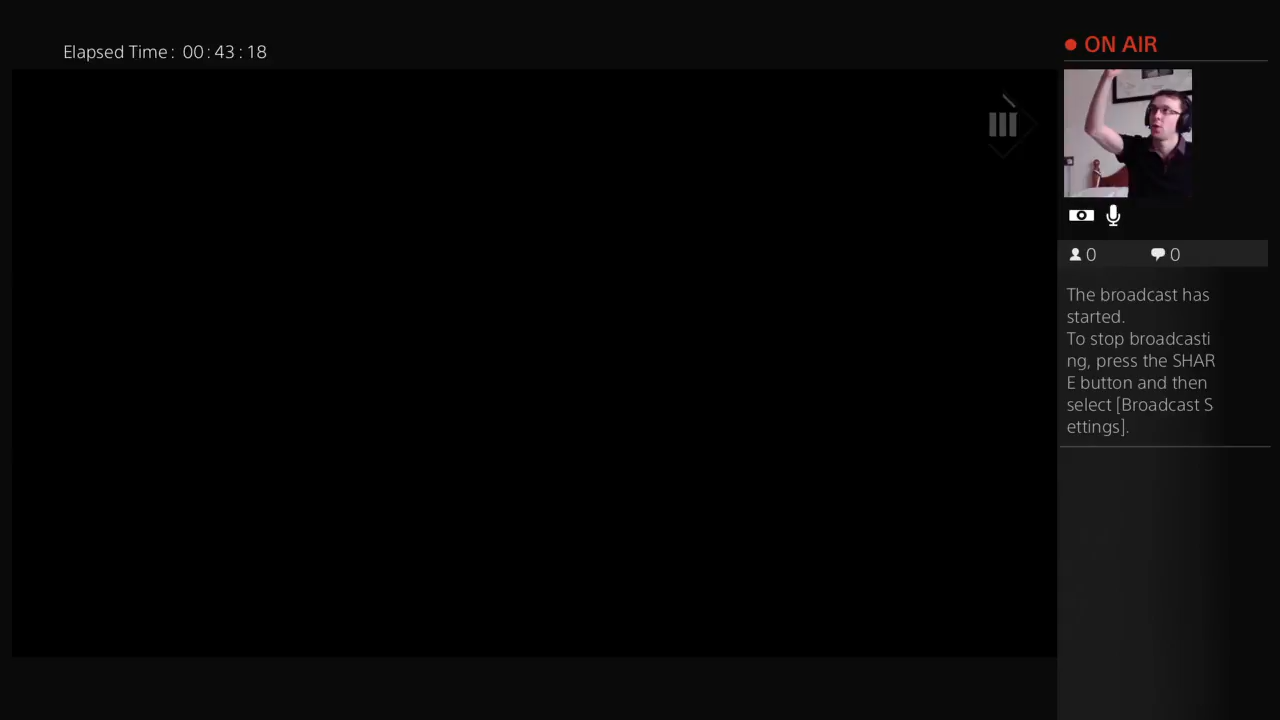 Elapsed Time: 00:43:18
ON AIR
0 0
The broadcast has
started.
To stop broadcasti
ng, press the SHAR
E button and then
select [Broadcast S
ettings].